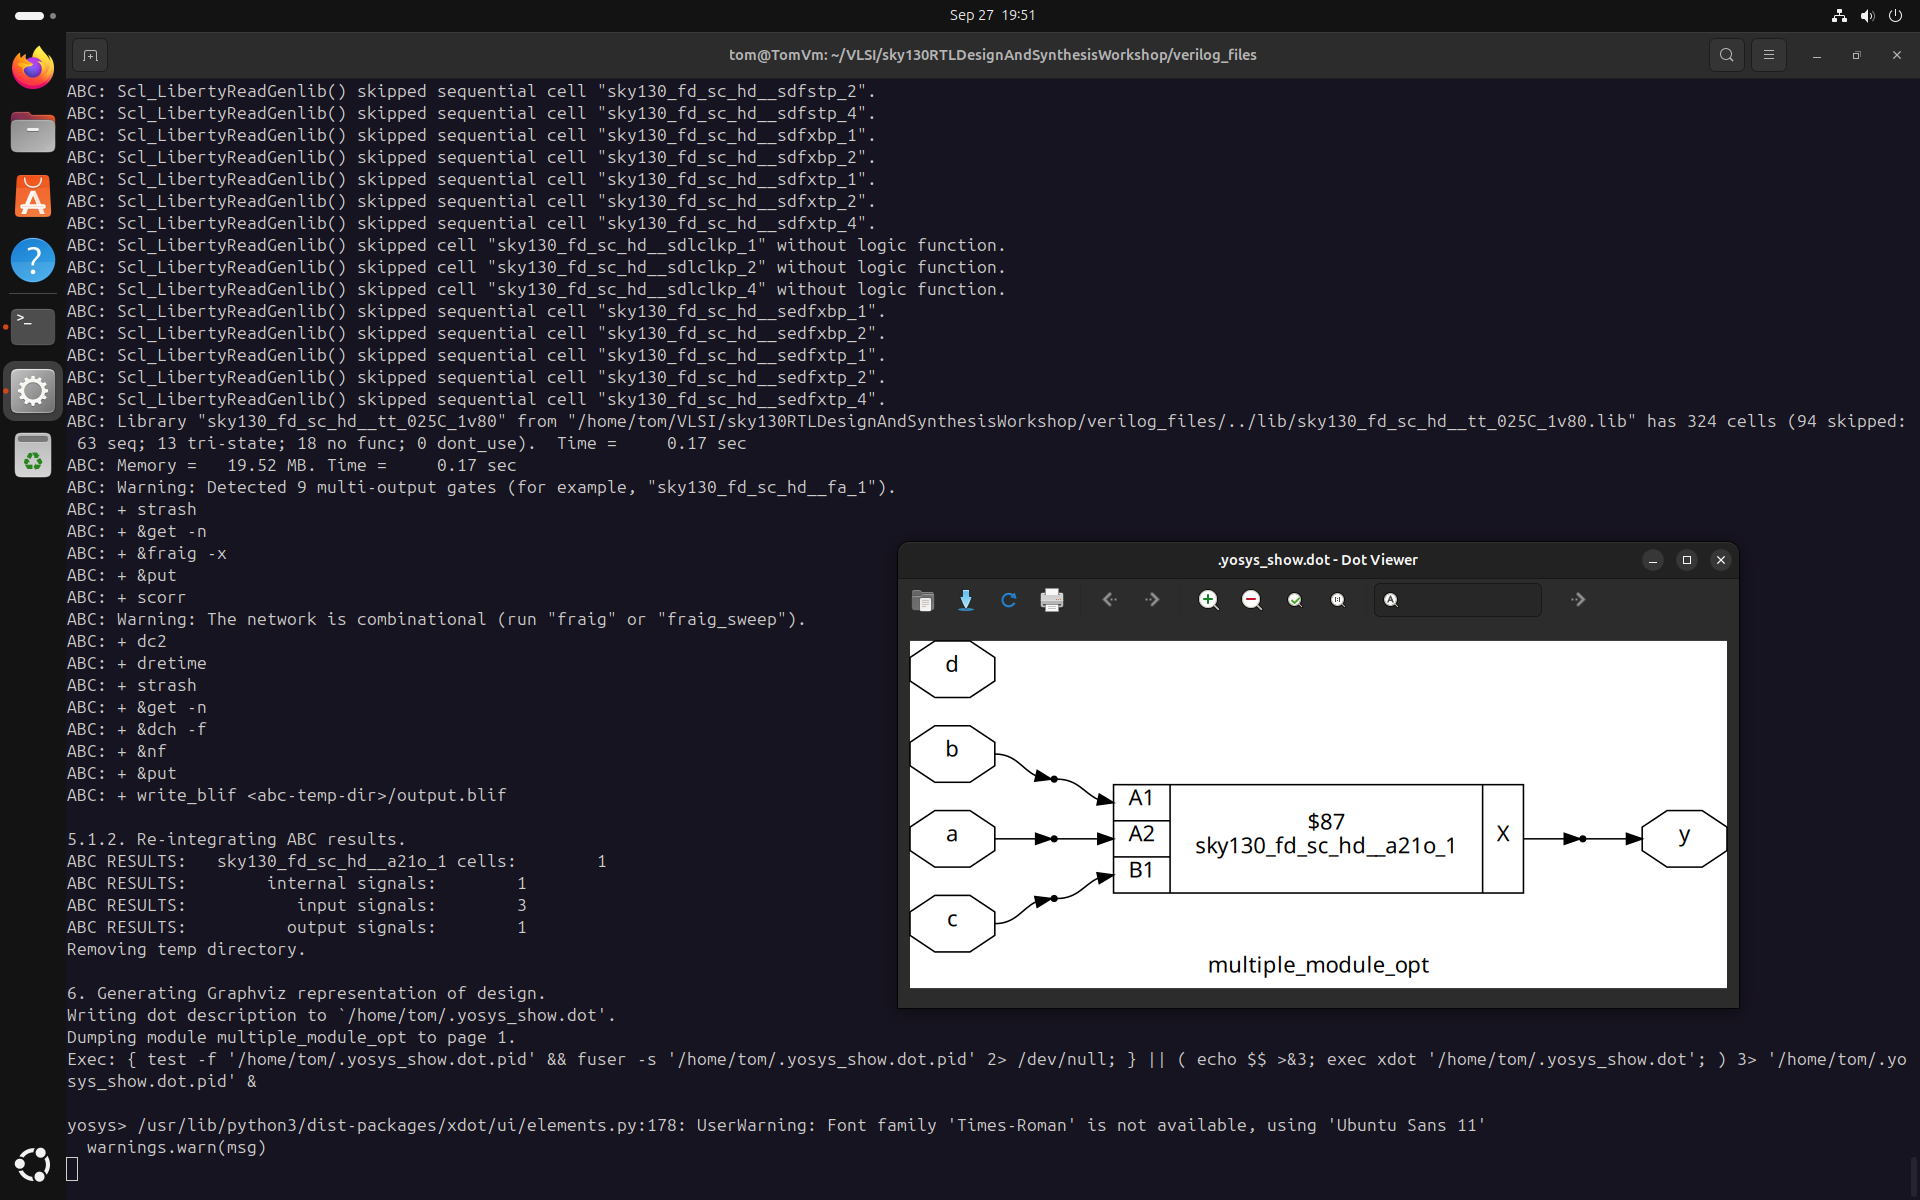 Sep 27 19:51
tom@TomVm: ~/VLSI/sky130RTLDesignAndSynthesisWorkshop/verilog_files
ABC: Scl_LibertyReadGenlib() skipped sequential cell "sky130_fd_sc_hd__sdfstp_2".
ABC: Scl_LibertyReadGenlib() skipped sequential cell "sky130_fd_sc_hd__sdfstp_4".
ABC: Scl_LibertyReadGenlib() skipped sequential cell "sky130_fd_sc_hd__sdfxbp_1".
ABC: Scl_LibertyReadGenlib() skipped sequential cell "sky130_fd_sc_hd__sdfxbp_2".
ABC: Scl_LibertyReadGenlib() skipped sequential cell "sky130_fd_sc_hd__sdfxtp_1".
ABC: Scl_LibertyReadGenlib() skipped sequential cell "sky130_fd_sc_hd__sdfxtp_2".
ABC: Scl_LibertyReadGenlib() skipped sequential cell "sky130_fd_sc_hd__sdfxtp_4".
ABC: Scl_LibertyReadGenlib() skipped cell "sky130_fd_sc_hd__sdlclkp_1" without logic function.
ABC: Scl_LibertyReadGenlib() skipped cell "sky130_fd_sc_hd__sdlclkp_2" without logic function.
ABC: Scl_LibertyReadGenlib() skipped cell "sky130_fd_sc_hd__sdlclkp_4" without logic function.
ABC: Scl_LibertyReadGenlib() skipped sequential cell "sky130_fd_sc_hd__sedfxbp_1".
ABC: Scl_LibertyReadGenlib() skipped sequential cell "sky130_fd_sc_hd__sedfxbp_2".
ABC: Scl_LibertyReadGenlib() skipped sequential cell "sky130_fd_sc_hd__sedfxtp_1".
ABC: Scl_LibertyReadGenlib() skipped sequential cell "sky130_fd_sc_hd__sedfxtp_2".
ABC: Scl_LibertyReadGenlib() skipped sequential cell "sky130_fd_sc_hd__sedfxtp_4".
ABC: Library "sky130_fd_sc_hd__tt_025C_1v80" from "/home/tom/VLSI/sky130RTLDesignAndSynthesisWorkshop/verilog_files/../lib/sky130_fd_sc_hd__tt_025C_1v80.lib" has 324 cells (94 skipped:
63 seq; 13 tri-state; 18 no func; 0 dont_use). Time = 0.17 sec
ABC: Memory = 19.52 MB. Time = 0.17 sec
ABC: Warning: Detected 9 multi-output gates (for example, "sky130_fd_sc_hd__fa_1").
ABC: + strash
ABC: + &get -n
ABC: + &fraig -x
ABC: + &put
ABC: + scorr
ABC: Warning: The network is combinational (run "fraig" or "fraig_sweep").
ABC: + dc2
ABC: + dretime
ABC: + strash
ABC: + &get -n
ABC: + &dch -f
ABC: + &nf
ABC: + &put
ABC: + write_blif <abc-temp-dir>/output.blif
5.1.2. Re-integrating ABC results.
ABC RESULTS: sky130_fd_sc_hd__a21o_1 cells: 1
ABC RESULTS: internal signals: 1
ABC RESULTS: input signals: 3
ABC RESULTS: output signals: 1
Removing temp directory.
6. Generating Graphviz representation of design.
Writing dot description to `/home/tom/.yosys_show.dot'.
Dumping module multiple_module_opt to page 1.
Exec: { test -f '/home/tom/.yosys_show.dot.pid' && fuser -s '/home/tom/.yosys_show.dot.pid' 2> /dev/null; } || ( echo $$ >&3; exec xdot '/home/tom/.yosys_show.dot'; ) 3> '/home/tom/.yo
sys_show.dot.pid' &
yosys> /usr/lib/python3/dist-packages/xdot/ui/elements.py:178: UserWarning: Font family 'Times-Roman' is not available, using 'Ubuntu Sans 11'
warnings.warn(msg)
.yosys_show.dot - Dot Viewer
d
b
a
c
A1
A2
B1
$87
sky130_fd_sc_hd__a21o_1
X
y
multiple_module_opt